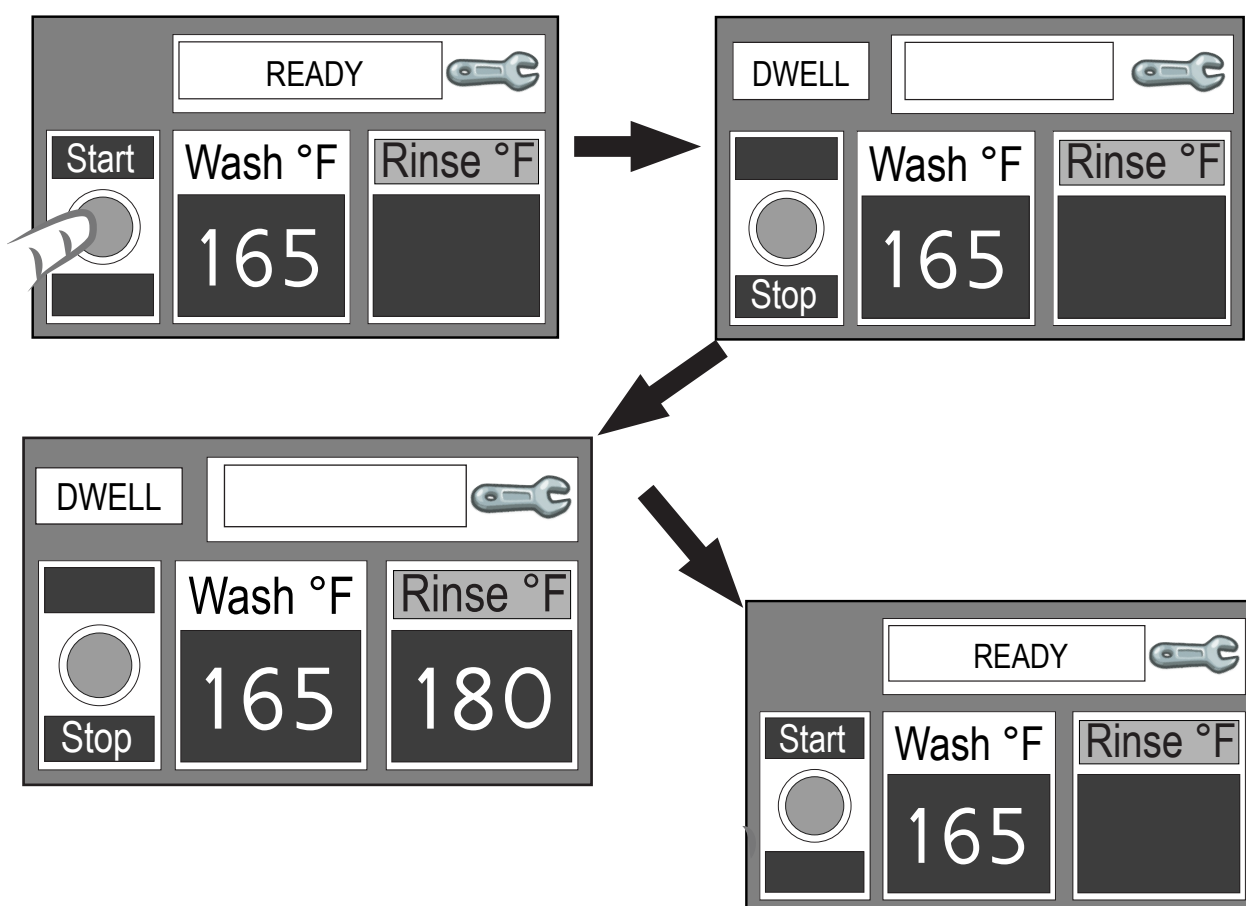 READY
Start
Wash °F
Rinse °F
165
DWELL
Wash °F
Rinse °F
165
Stop
DWELL
Wash °F
Rinse °F
165
180
Stop
READY
Start
Wash °F
Rinse °F
165